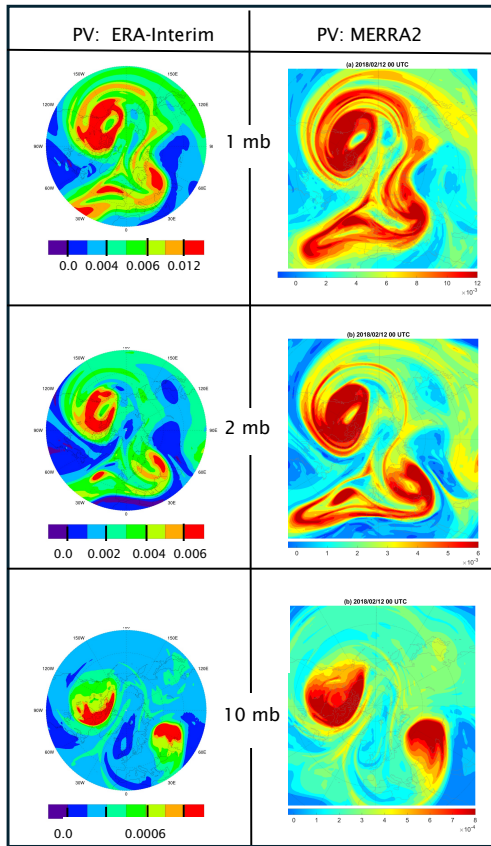 PV: ERA-Interim
PV: MERRA2
180
150W
150E
120W
120E
90W
60W
60E
30W
30E
0
0.0 0.004 0.006 0.012
1 mb
(a) 2018/02/12 00 UTC
0 2 4 6 8 10 12
×10⁻³
180
150W
150E
120W
120E
90W
90E
60W
60E
30W
30E
0
0.0 0.002 0.004 0.006
2 mb
(b) 2018/02/12 00 UTC
0 1 2 3 4 5 6
×10⁻³
180
150W
150E
120W
120E
90W
90E
60W
60E
30W
30E
0
0.0 0.0006
10 mb
(b) 2018/02/12 00 UTC
0 1 2 3 4 5 6 7 8
×10⁻⁴